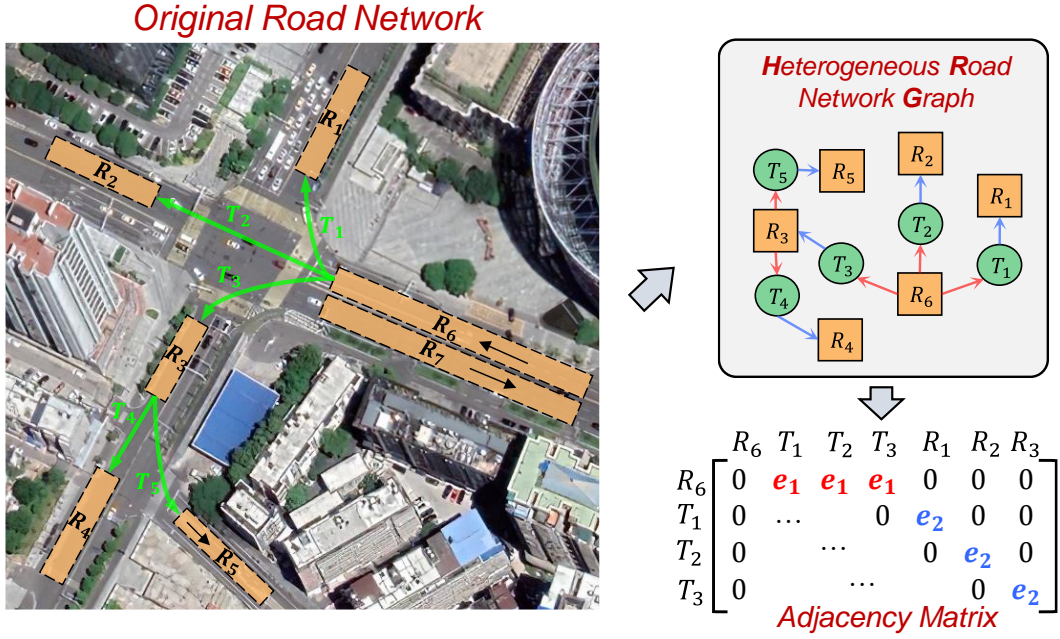 Original Road Network
R₁
R₂
T₂
T₁
T₃
R₆
R₇
R₃
T₄
T₅
R₄
R₅
Heterogeneous Road
Network Graph
R₂
T₅
R₅
R₁
R₃
T₂
T₃
T₁
T₄
R₆
R₄
R₆ T₁ T₂ T₃ R₁ R₂ R₃
R₆ 0 e₁ e₁ e₁ 0 0 0
T₁ 0 ... 0 e₂ 0 0
T₂ 0 ... 0 e₂ 0
T₃ 0 ... 0 e₂
Adjacency Matrix